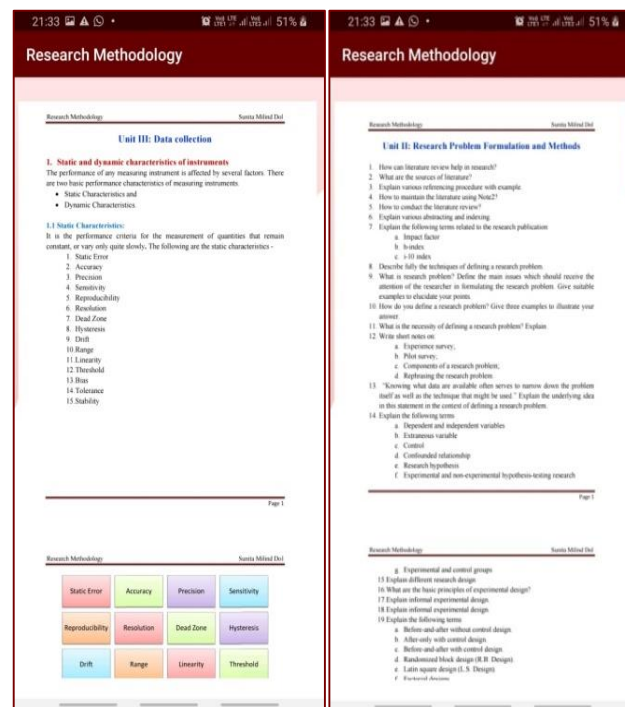 21:33 51%
Research Methodology
Research Methodology Sunita Milind Dol
Unit III: Data collection
1. Static and dynamic characteristics of instruments
The performance of any measuring instrument is affected by several factors. There
are two basic performance characteristics of measuring instruments
• Static Characteristics and
• Dynamic Characteristics
1.1 Static Characteristics:
It is the performance criteria for the measurement of quantities that remain
constant, or vary only quite slowly. The following are the static characteristics -
1. Static Error
2. Accuracy
3. Precision
4. Sensitivity
5. Reproducibility
6. Resolution
7. Dead Zone
8. Hysteresis
9. Drift
10. Range
11. Linearity
12. Threshold
13. Bias
14. Tolerance
15. Stability
Page 1
Research Methodology Sunita Milind Dol
Static Error Accuracy Precision Sensitivity
Reproducibility Resolution Dead Zone Hysteresis
Drift Range Linearity Threshold
21:33 51%
Research Methodology
Research Methodology Sunita Milind Dol
Unit II: Research Problem Formulation and Methods
1. How can literature review help in research?
2. What are the sources of literature?
3. Explain various referencing procedure with example.
4. How to maintain the literature using Note2?
5. How to conduct the literature review?
6. Explain various abstracting and indexing
7. Explain the following terms related to the research publication
a. Impact factor
b. h-index
c. i-10 index
8. Describe fully the techniques of defining a research problem
9. What is research problem? Define the main issues which should receive the
attention of the researcher in formulating the research problem. Give suitable
examples to elucidate your points.
10. How do you define a research problem? Give three examples to illustrate your
answer.
11. What is the necessity of defining a research problem? Explain.
12. Write short notes on:
a. Experience survey;
b. Pilot survey;
c. Components of a research problem;
d. Rephrasing the research problem.
13. "Knowing what data are available often serves to narrow down the problem
itself as well as the technique that might be used." Explain the underlying idea
in this statement in the context of defining a research problem.
14. Explain the following terms
a. Dependent and independent variables
b. Extraneous variable
c. Control
d. Confounded relationship
e. Research hypothesis
f. Experimental and non-experimental hypothesis-testing research
Page 1
Research Methodology Sunita Milind Dol
g. Experimental and control groups
15 Explain different research design
16 What are the basic principles of experimental design?
17 Explain informal experimental design
18 Explain informal experimental design
19 Explain the following terms
a. Before-and-after without control design
b. After-only with control design
c. Before-and-after with control design
d. Randomized block design (R.B. Design)
e. Latin square design (L.S. Design)
f. Factorial designs